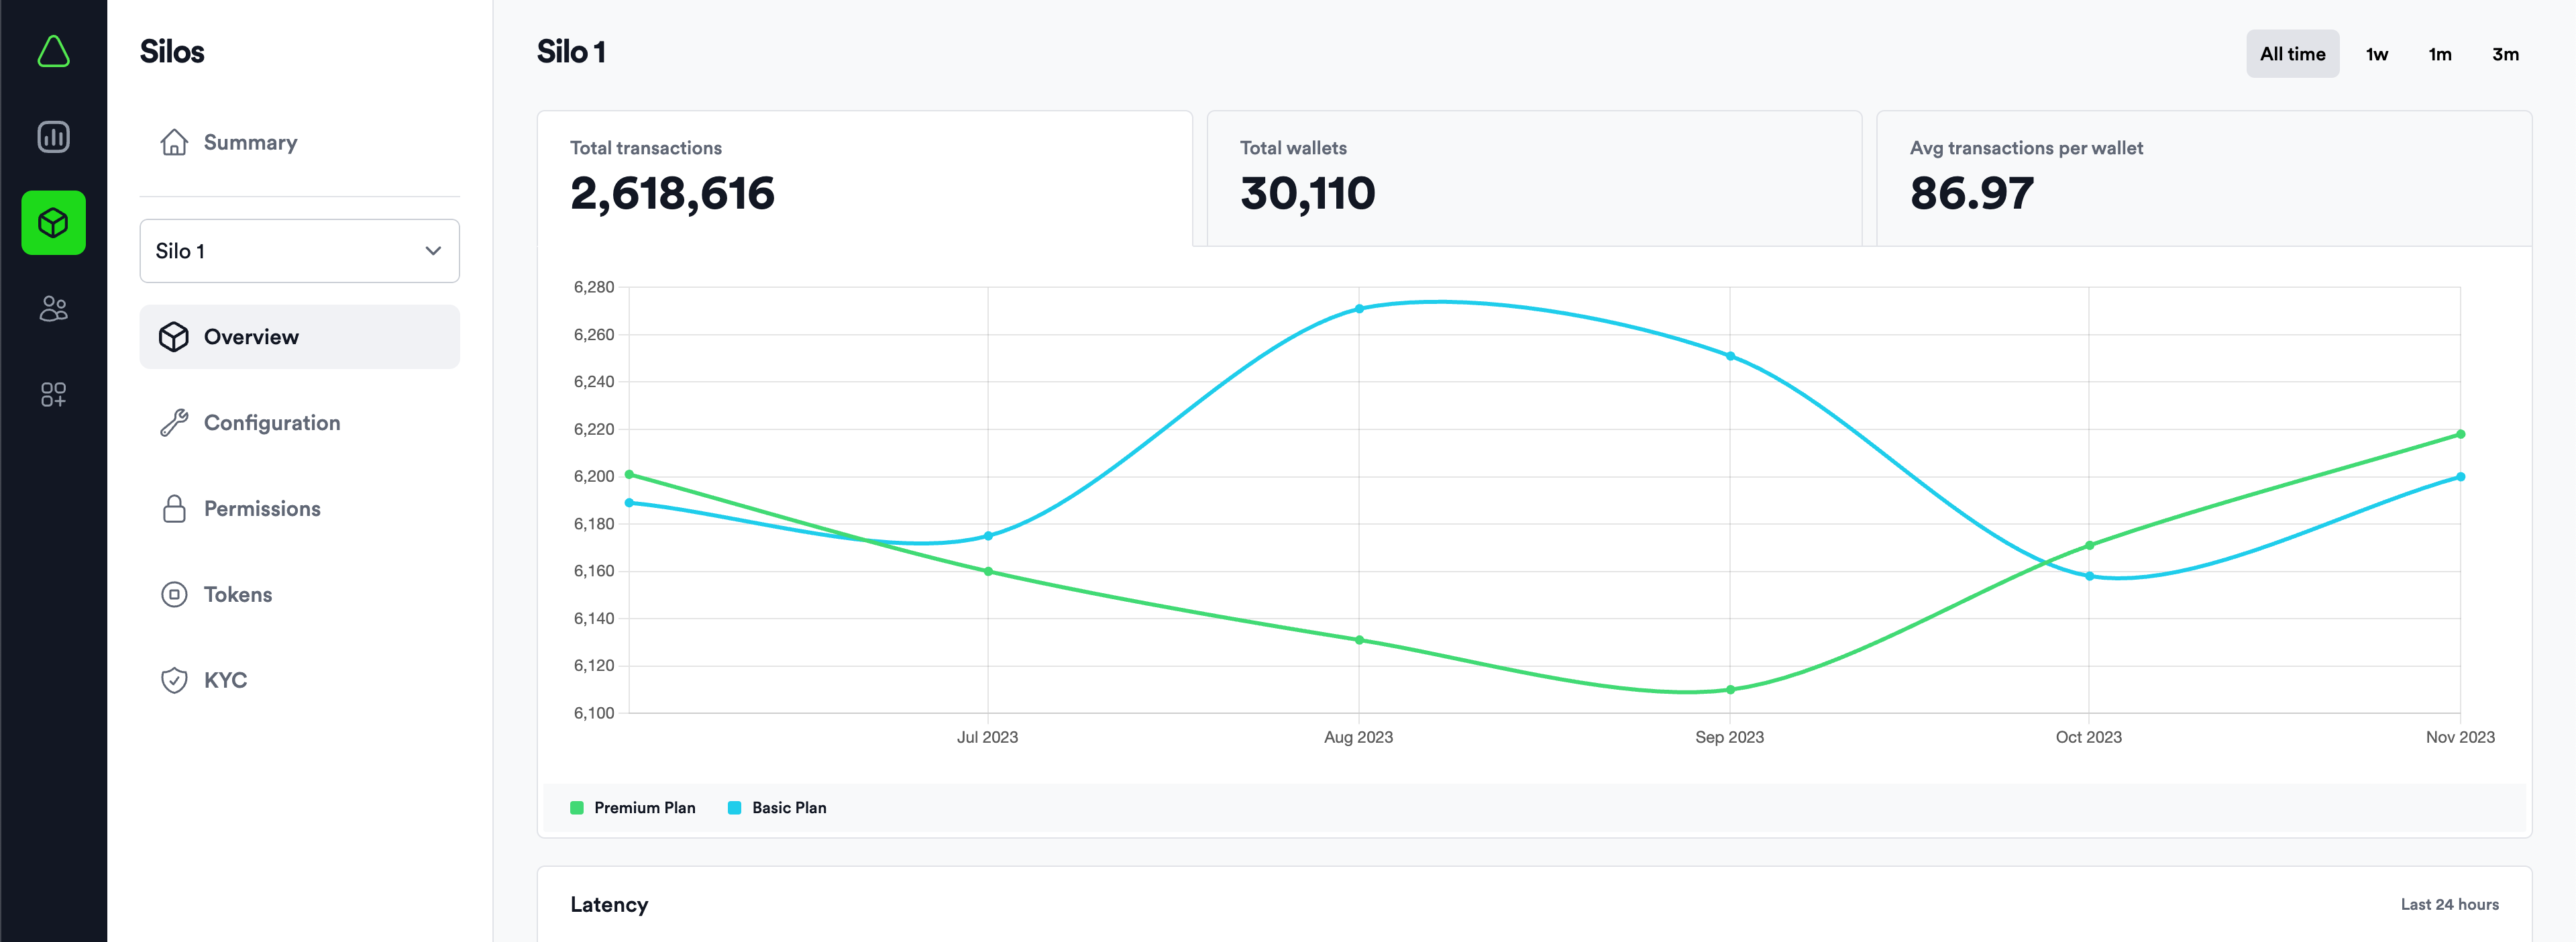 Silos
Summary
Silo 1
Overview
Configuration
Permissions
Tokens
KYC
Silo 1
All time 1w 1m 3m
Total transactions
2,618,616
Total wallets
30,110
Avg transactions per wallet
86.97
6,280
6,260
6,240
6,220
6,200
6,180
6,160
6,140
6,120
6,100
Jul 2023 Aug 2023 Sep 2023 Oct 2023 Nov 2023
Premium Plan Basic Plan
Latency
Last 24 hours